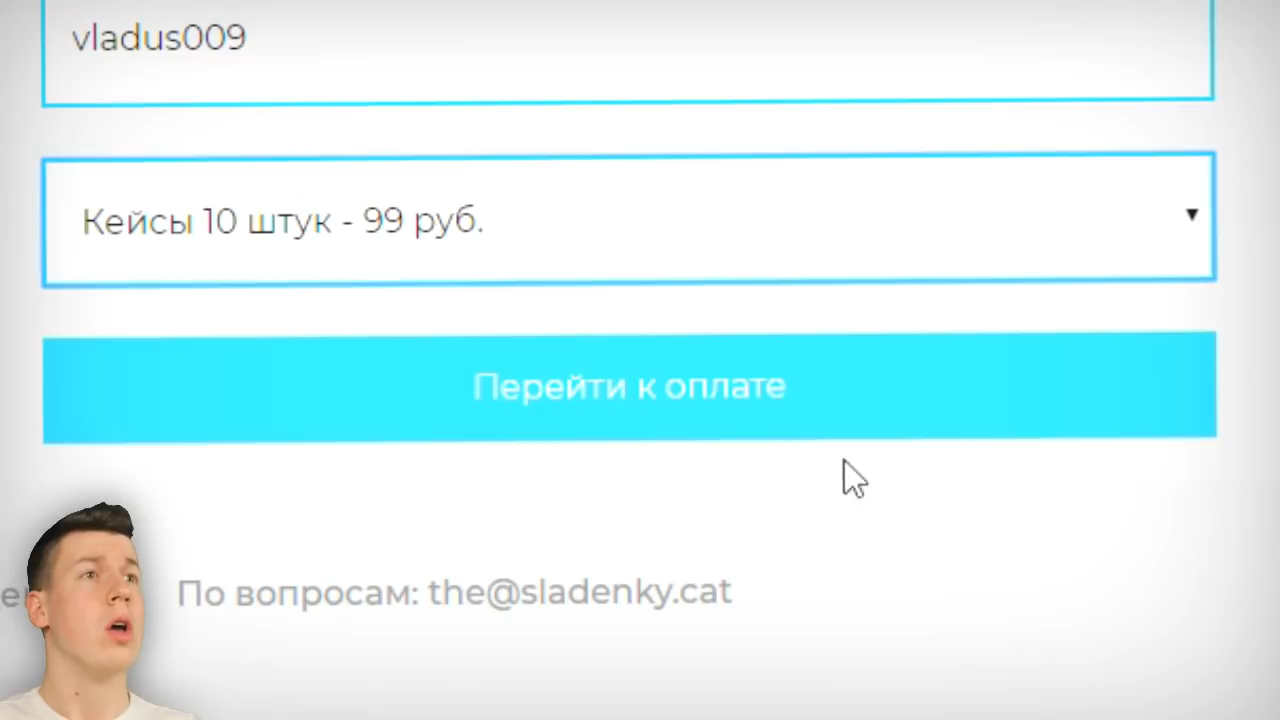 vladus009
Кейсы 10 штук - 99 руб.
Перейти к оплате
По вопросам: the@sladenky.cat